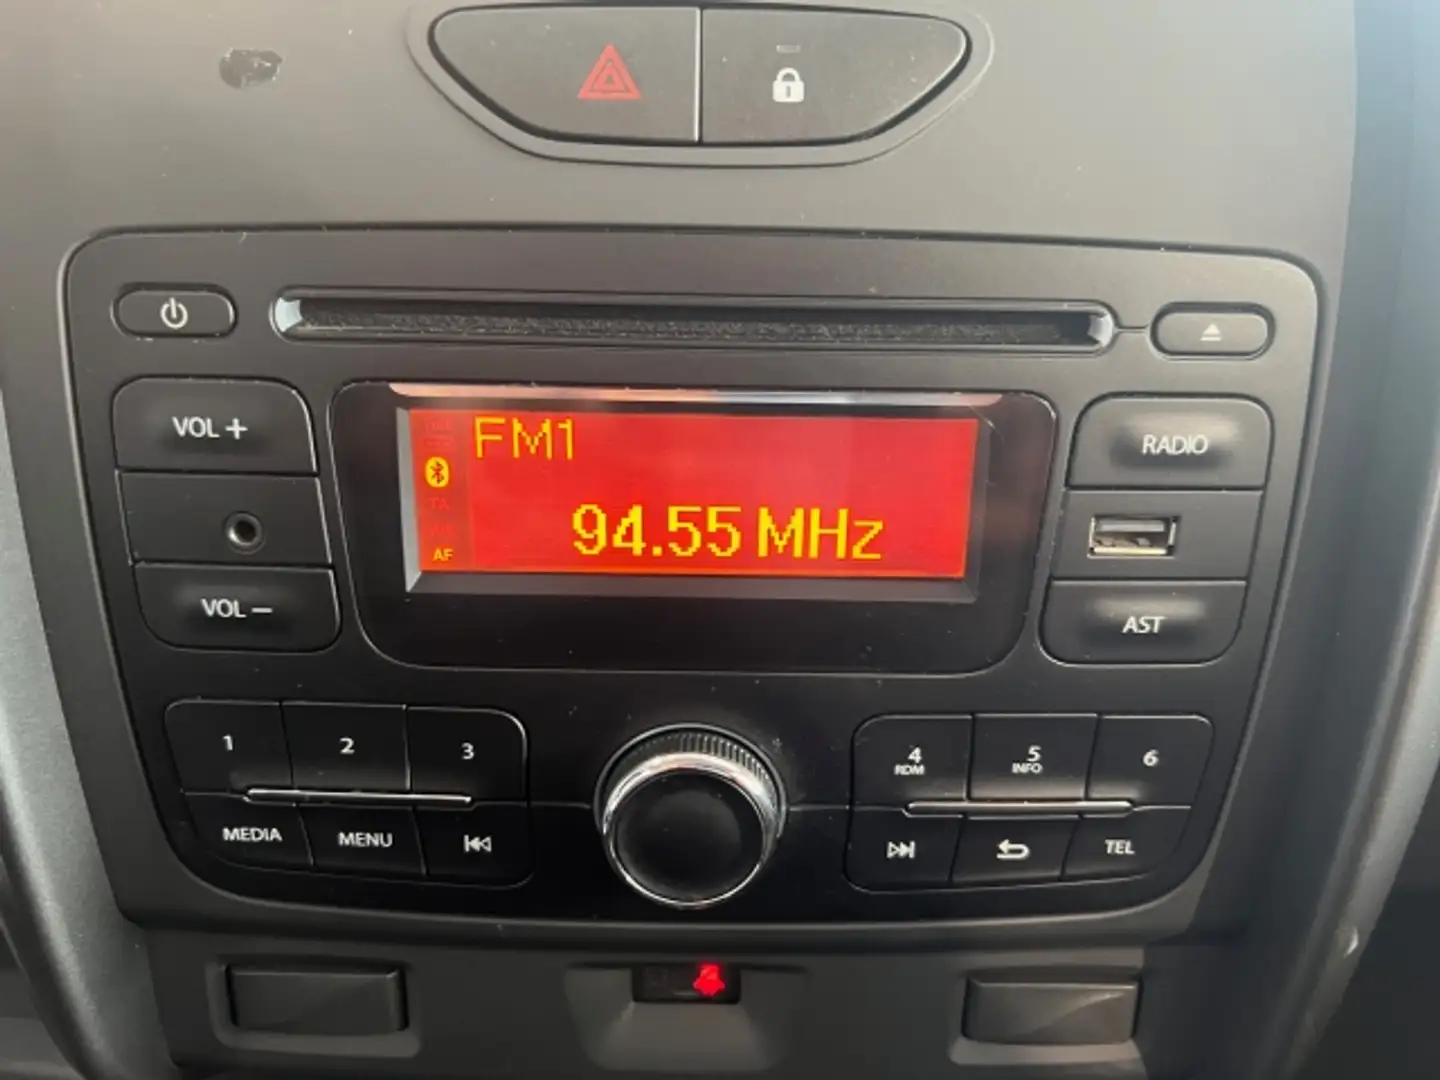 VOL +
FM1
RADIO
94.55 MHz
AF
VOL −
AST
1
2
3
4
RDM
5
INFO
6
MEDIA
MENU
TEL